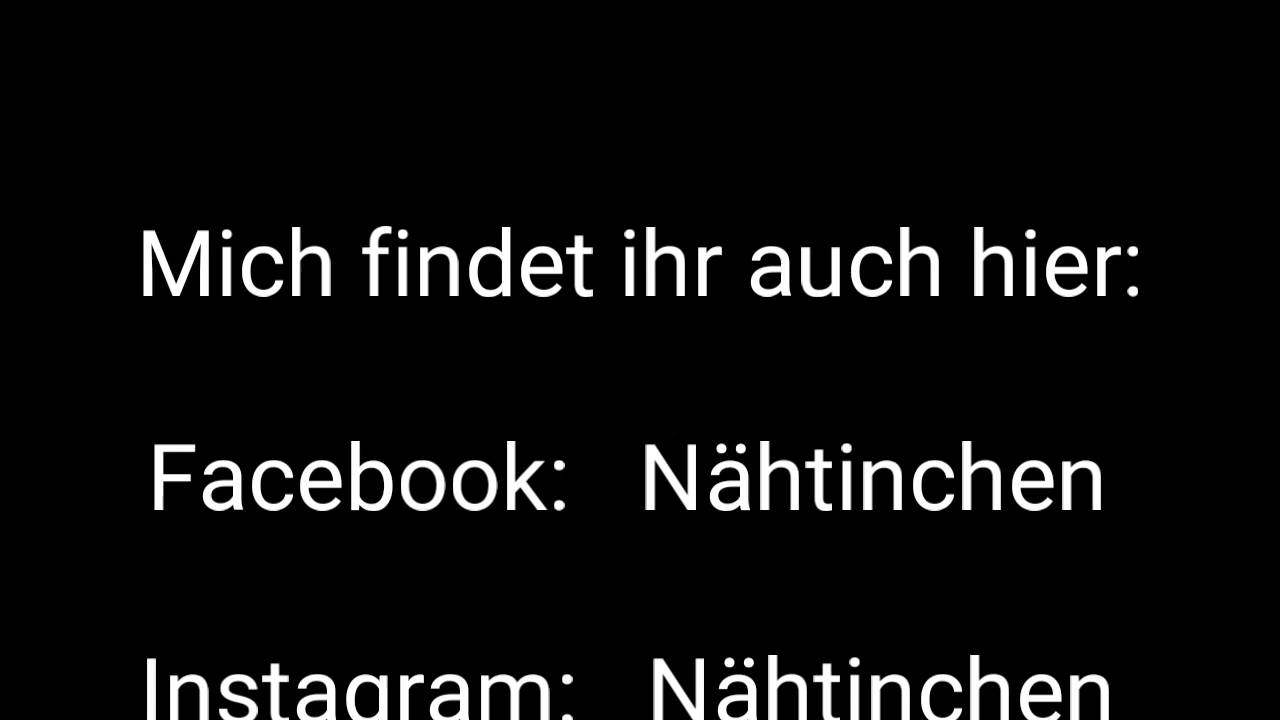 Mich findet ihr auch hier:
Facebook: Nähtinchen
Instagram: Nähtinchen